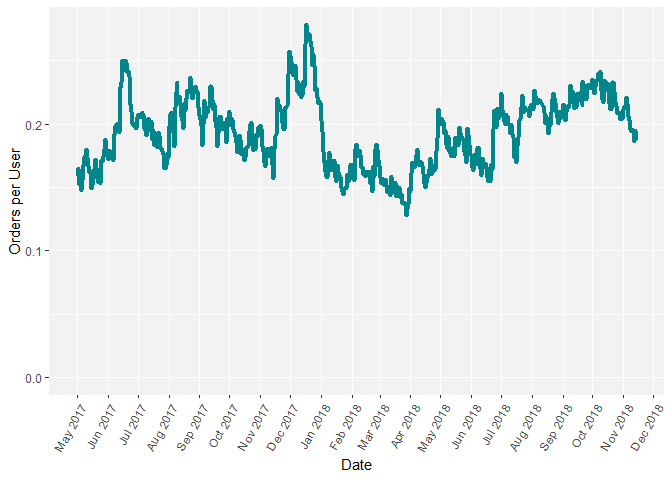 Orders per User
0.2
0.1
0.0
May 2017
Jun 2017
Jul 2017
Aug 2017
Sep 2017
Oct 2017
Nov 2017
Dec 2017
Jan 2018
Feb 2018
Mar 2018
Apr 2018
May 2018
Jun 2018
Jul 2018
Aug 2018
Sep 2018
Oct 2018
Nov 2018
Dec 2018
Date